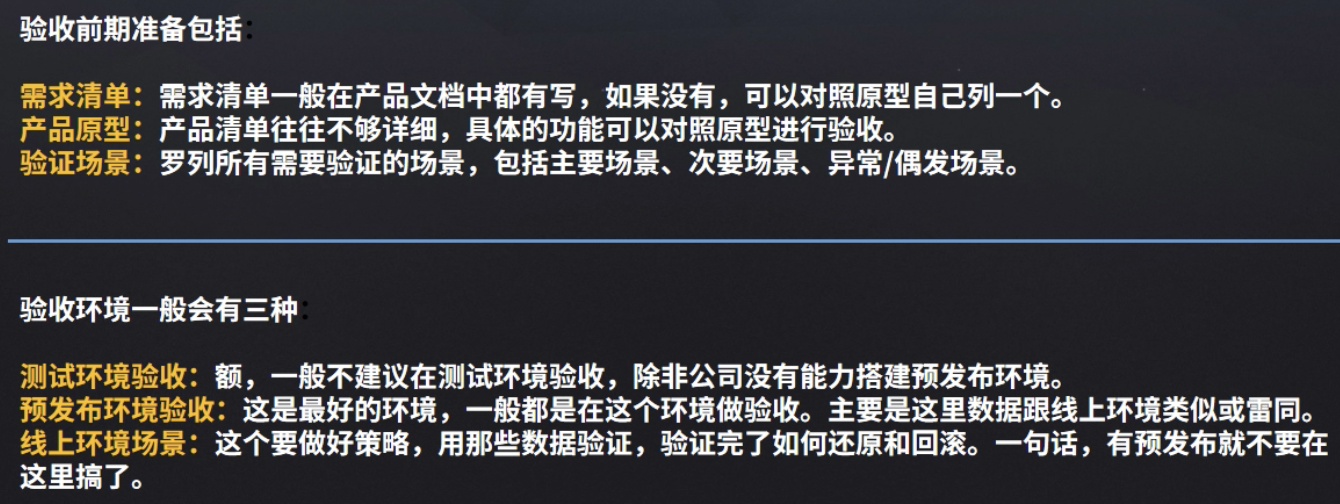 验收前期准备包括：
需求清单：需求清单一般在产品文档中都有写，如果没有，可以对照原型自己列一个。
产品原型：产品清单往往不够详细，具体的功能可以对照原型进行验收。
验证场景：罗列所有需要验证的场景，包括主要场景、次要场景、异常/偶发场景。
验收环境一般会有三种：
测试环境验收：额，一般不建议在测试环境验收，除非公司没有能力搭建预发布环境。
预发布环境验收：这是最好的环境，一般都是在这个环境做验收。主要是这里数据跟线上环境类似或雷同。
线上环境场景：这个要做好策略，用那些数据验证，验证完了如何还原和回滚。一句话，有预发布就不要在
这里搞了。